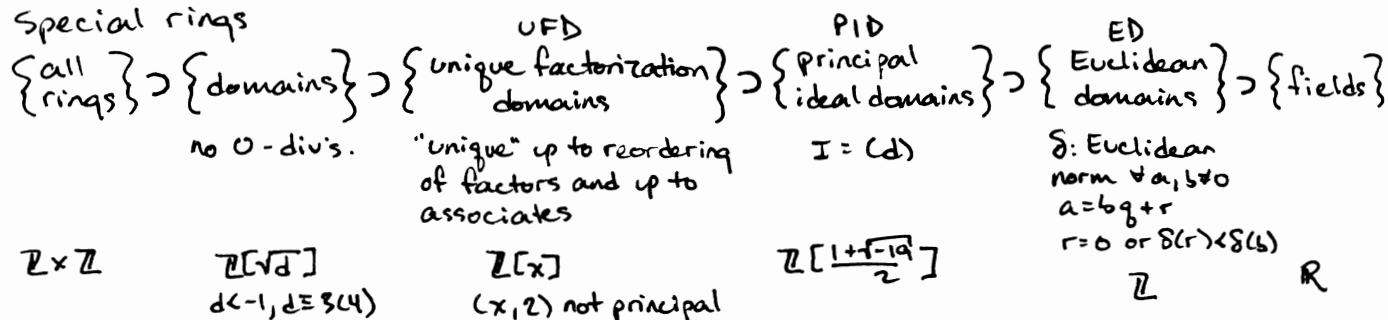 Special rings
UFD PID ED
{all rings} ⊃ {domains} ⊃ {unique factorization domains} ⊃ {principal ideal domains} ⊃ {Euclidean domains} ⊃ {fields}
no 0-div's.
"unique" up to reordering
of factors and up to
associates
I = (d)
δ: Euclidean
norm ∀ a, b≠0
a=bq+r
r=0 or δ(r)<δ(b)
ℤ×ℤ
ℤ[√d]
d<-1, d≡3(4)
ℤ[x]
(x,2) not principal
ℤ[(1+√-19)/2]
ℤ
ℝ